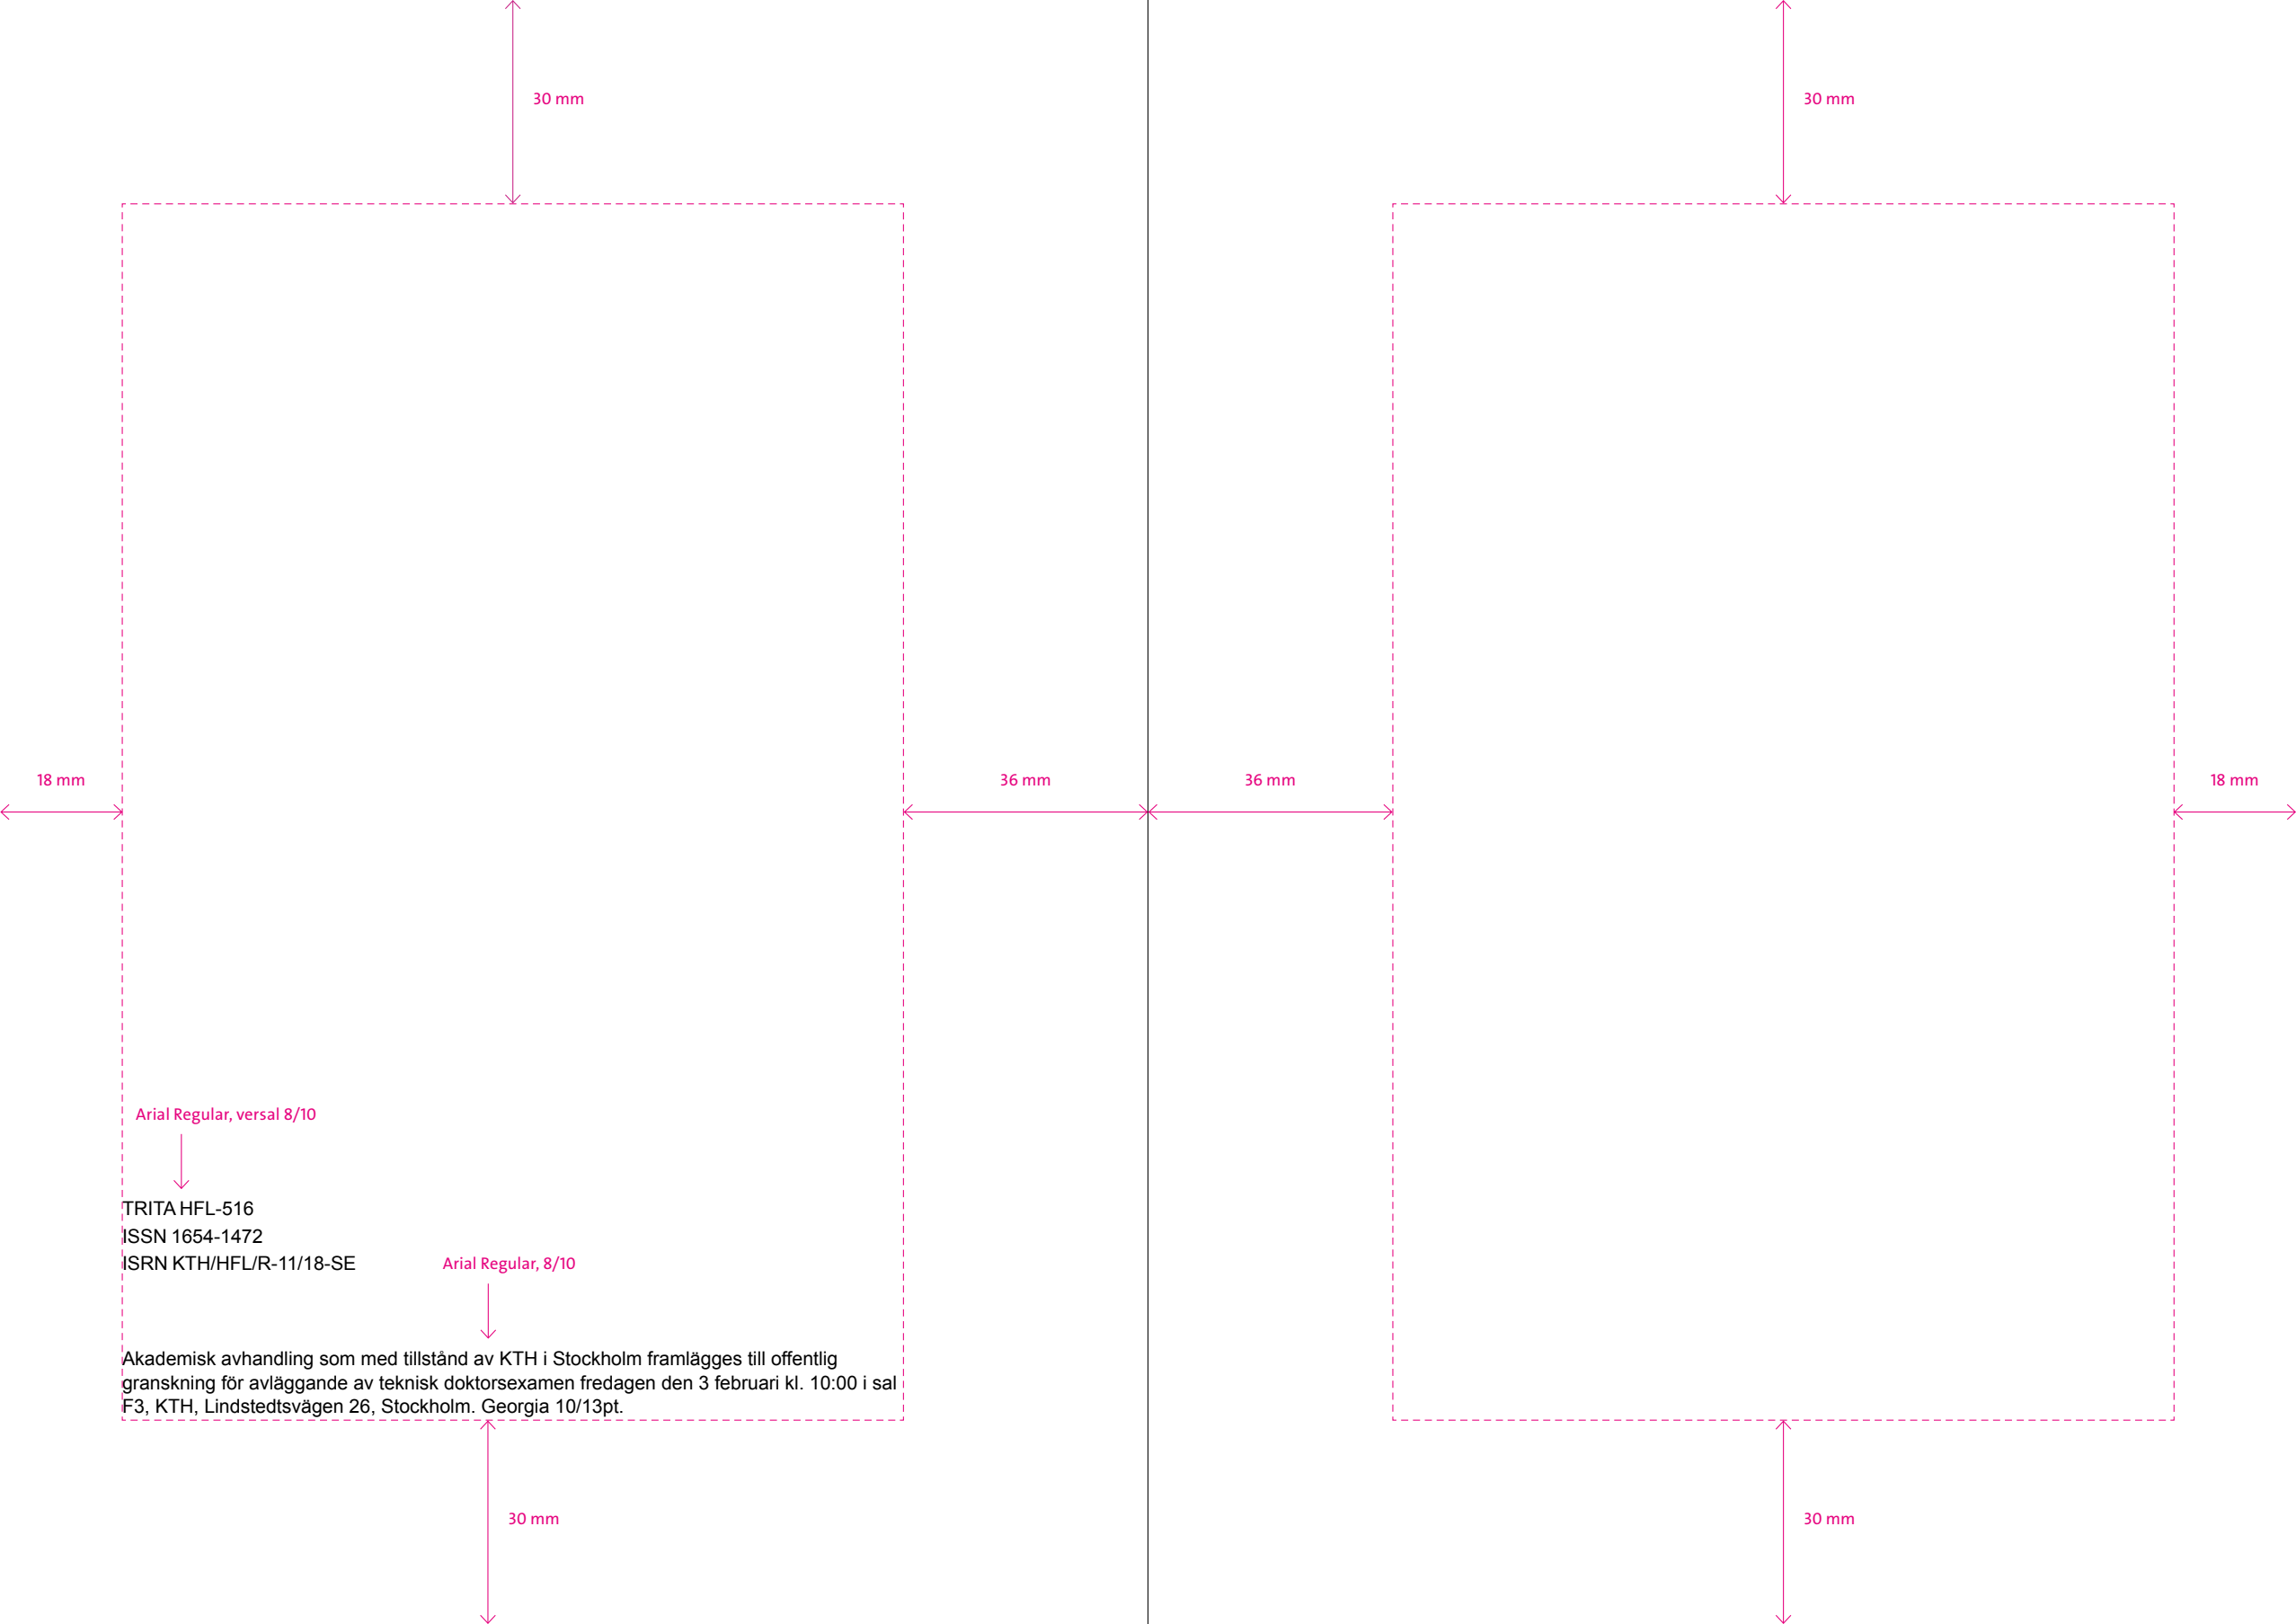 30 mm
30 mm
18 mm
36 mm
36 mm
18 mm
Arial Regular, versal 8/10
TRITA HFL-516
ISSN 1654-1472
ISRN KTH/HFL/R-11/18-SE
Arial Regular, 8/10
Akademisk avhandling som med tillstånd av KTH i Stockholm framlägges till offentlig
granskning för avläggande av teknisk doktorsexamen fredagen den 3 februari kl. 10:00 i sal
F3, KTH, Lindstedtsvägen 26, Stockholm. Georgia 10/13pt.
30 mm
30 mm